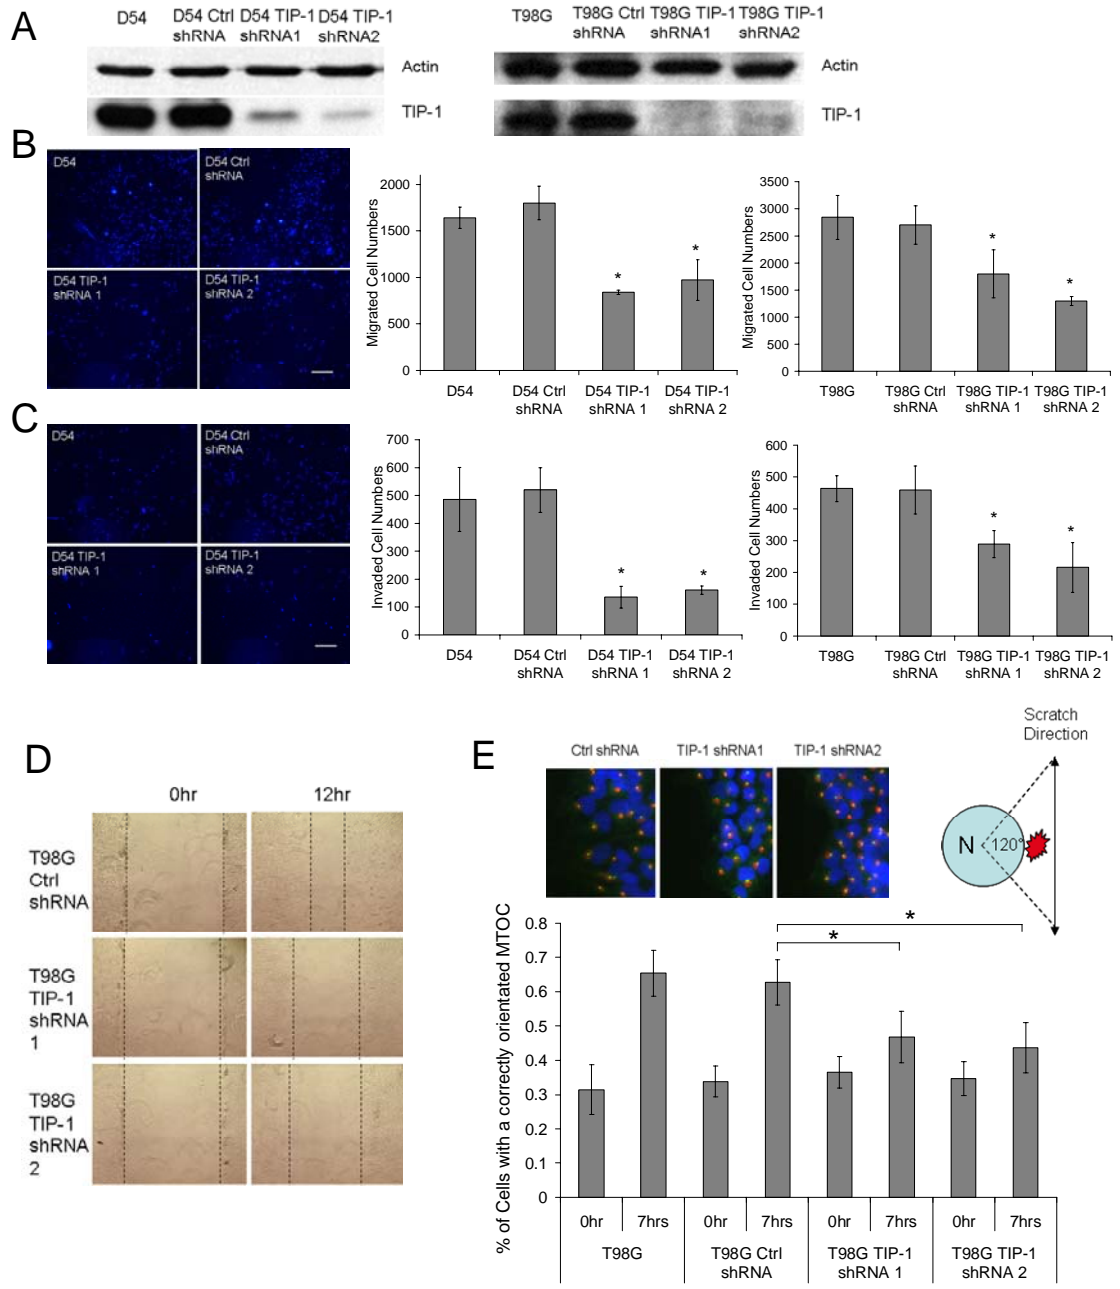 A
D54
D54 Ctrl
shRNA
D54 TIP-1
shRNA1
D54 TIP-1
shRNA2
Actin
TIP-1
T98G
T98G Ctrl
shRNA
T98G TIP-1
shRNA1
T98G TIP-1
shRNA2
Actin
TIP-1
B
D54
D54 Ctrl
shRNA
D54 TIP-1
shRNA 1
D54 TIP-1
shRNA 2
Migrated Cell Numbers
2000
1500
1000
500
0
*
*
D54
D54 Ctrl
shRNA
D54 TIP-1
shRNA 1
D54 TIP-1
shRNA 2
Migrated Cell Numbers
3500
3000
2500
2000
1500
1000
500
0
*
*
T98G
T98G Ctrl
shRNA
T98G TIP-1
shRNA 1
T98G TIP-1
shRNA 2
C
D54
D54 Ctrl
shRNA
D54 TIP-1
shRNA 1
D54 TIP-1
shRNA 2
Invaded Cell Numbers
700
600
500
400
300
200
100
0
*
*
D54
D54 Ctrl
shRNA
D54 TIP-1
shRNA 1
D54 TIP-1
shRNA 2
Invaded Cell Numbers
600
500
400
300
200
100
0
*
*
T98G
T98G Ctrl
shRNA
T98G TIP-1
shRNA 1
T98G TIP-1
shRNA 2
D
0hr
12hr
T98G
Ctrl
shRNA
T98G
TIP-1
shRNA
1
T98G
TIP-1
shRNA
2
E
Ctrl shRNA
TIP-1 shRNA1
TIP-1 shRNA2
Scratch
Direction
N
120°
% of Cells with a correctly orientated MTOC
0.8
0.7
0.6
0.5
0.4
0.3
0.2
0.1
0
*
*
0hr
7hrs
0hr
7hrs
0hr
7hrs
0hr
7hrs
T98G
T98G Ctrl
shRNA
T98G TIP-1
shRNA 1
T98G TIP-1
shRNA 2